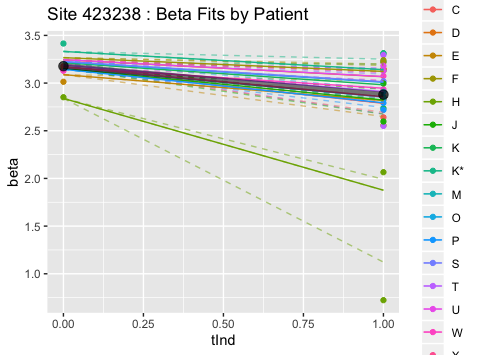 Site 423238 : Beta Fits by Patient
beta
3.5
3.0
2.5
2.0
1.5
1.0
0.00
0.25
0.50
0.75
1.00
tInd
C
D
E
F
H
J
K
K*
M
O
P
S
T
U
W